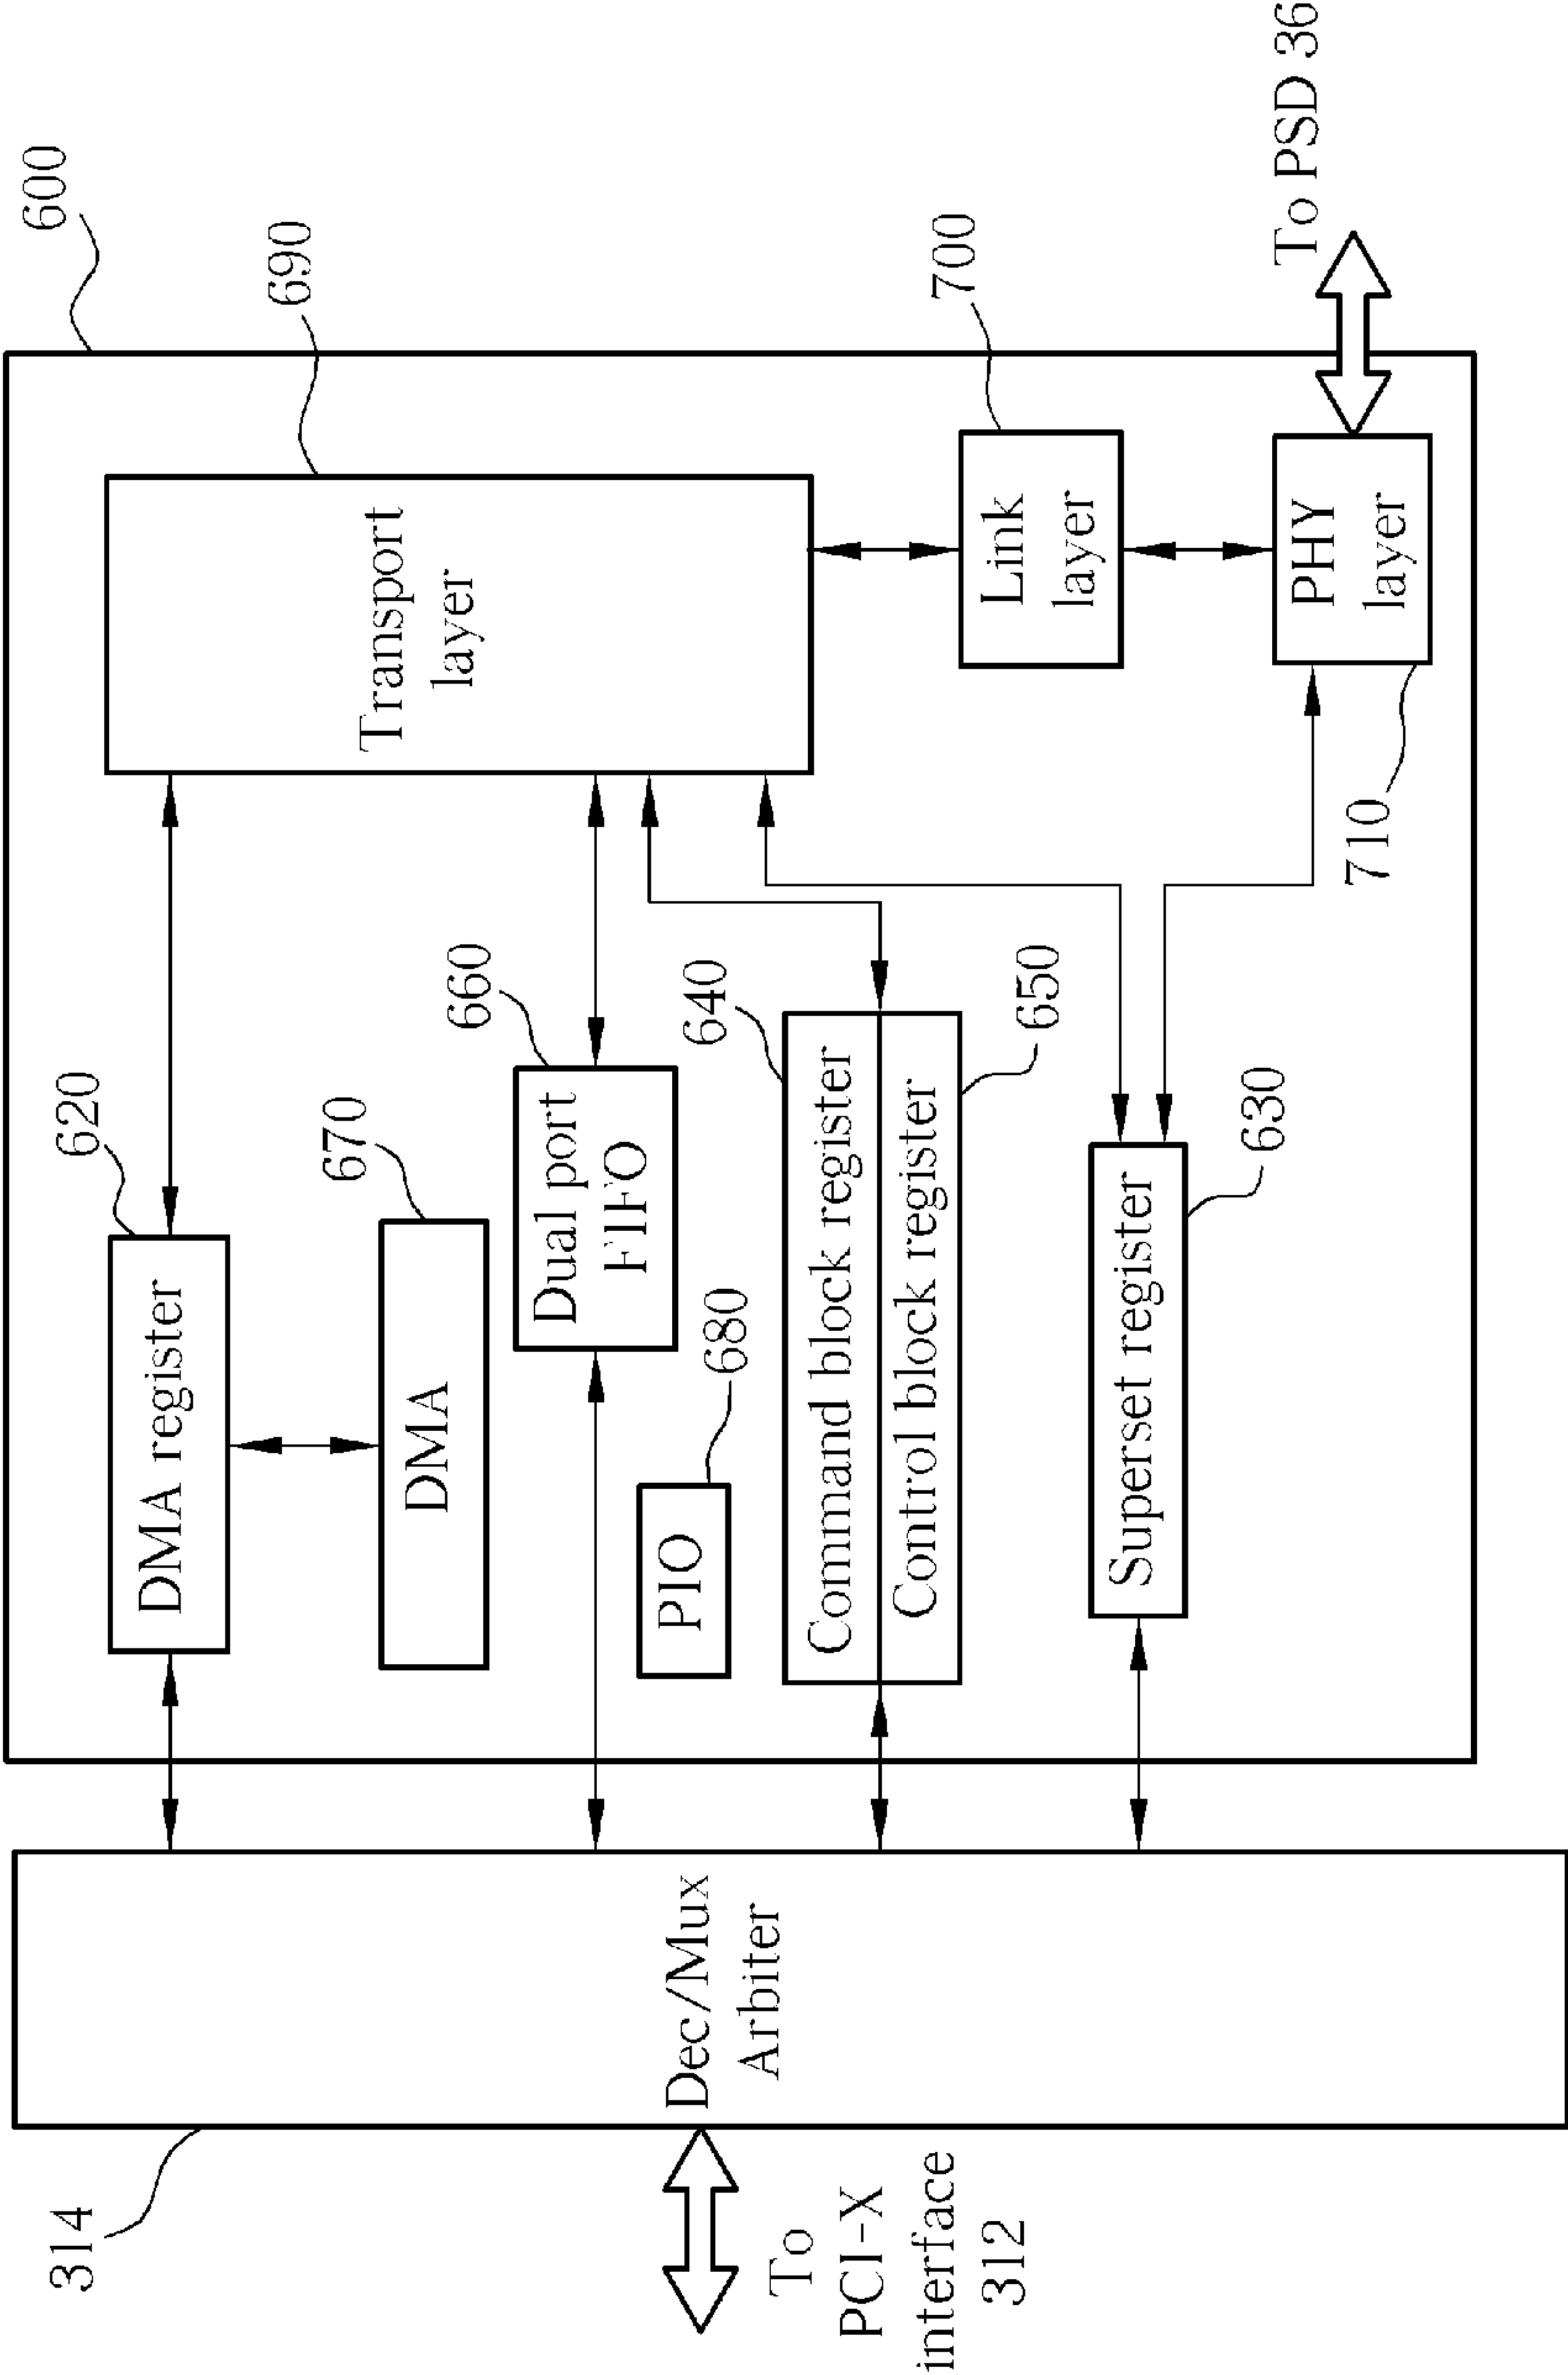 600
620
690
DMA register
670
DMA
Transport
layer
660
Dual port
FIFO
680
PIO
640
Command block register
Control block register
650
700
Link
layer
Superset register
630
PHY
layer
710
To PSD 36
314
Dec/Mux
Arbiter
To
PCI-X
interface
312